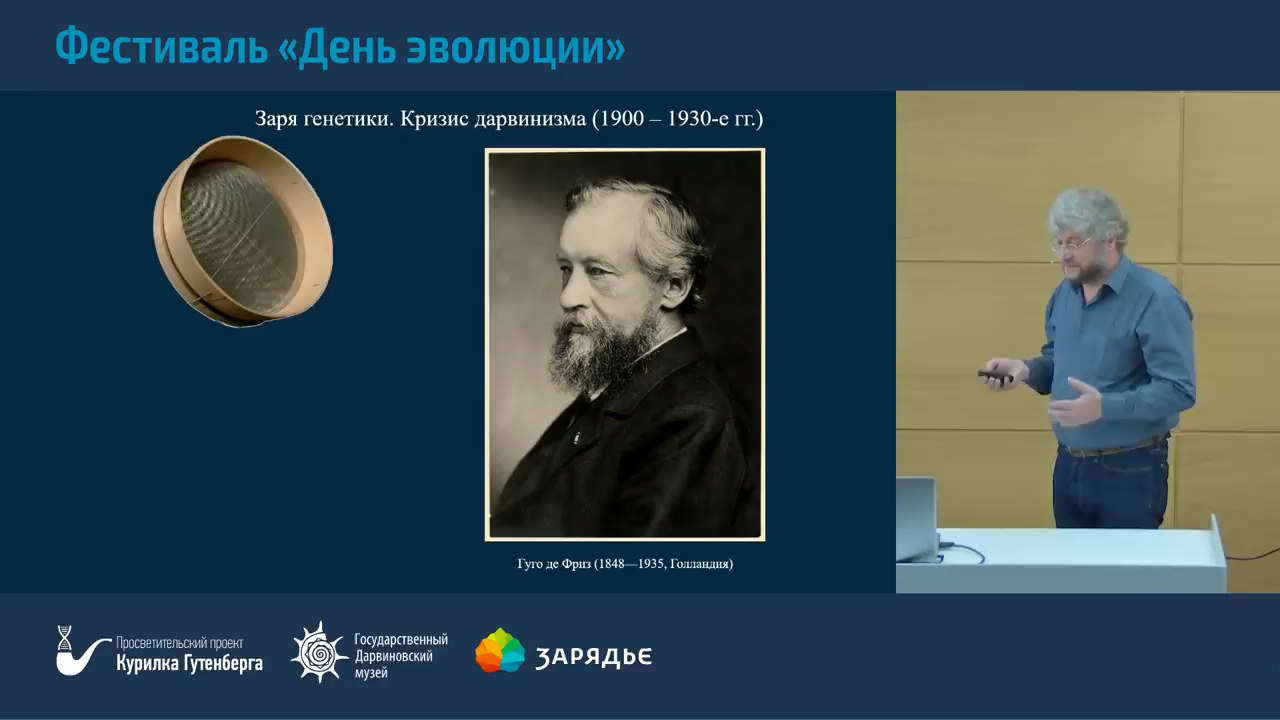 Фестиваль «День эволюции»
Заря генетики. Кризис дарвинизма (1900 – 1930-е гг.)
Гуго де Фриз (1848—1935, Голландия)
Просветительский проект
Курилка Гутенберга
Государственный
Дарвиновский
музей
ЗАРЯДЬЕ